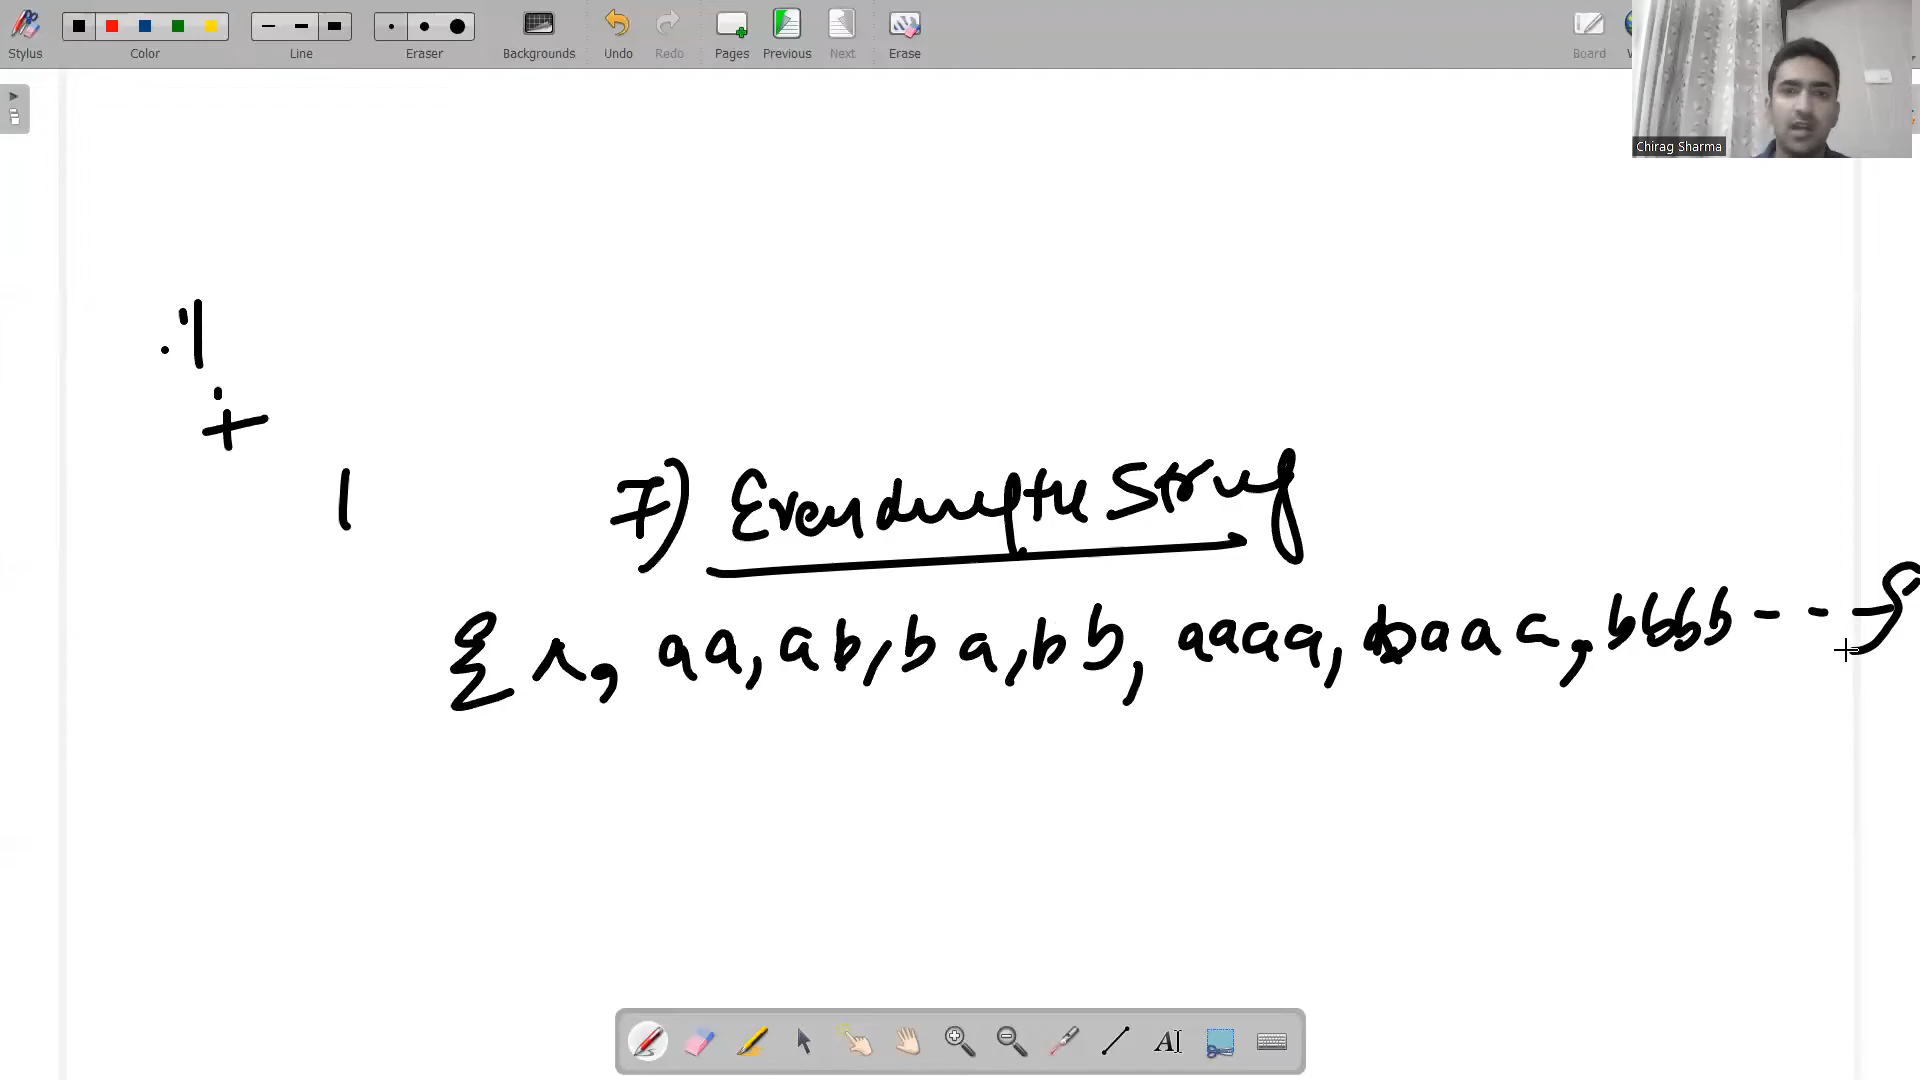 Stylus Color Line Eraser Backgrounds Undo Redo Pages Previous Next Erase Board
Chirag Sharma
7) Even length String
{ λ, aa, ab, ba, bb, aaaa, baaa, bbbb - - - }